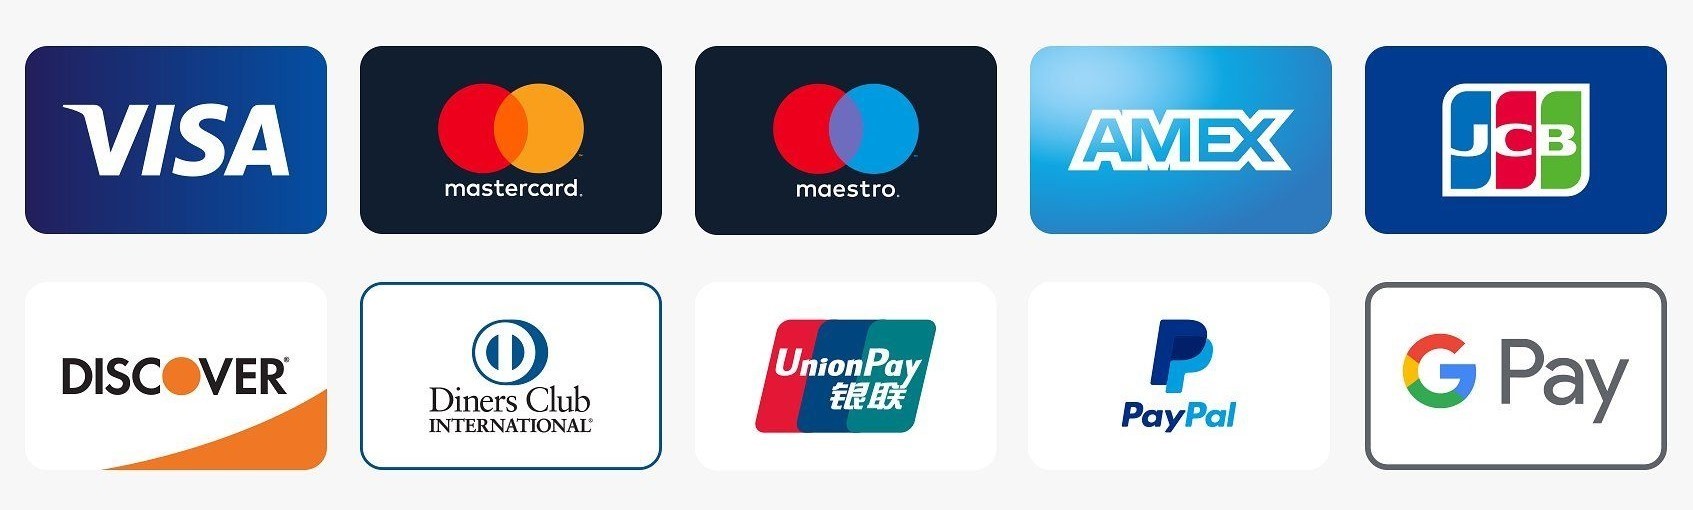 VISA
mastercard.
maestro.
AMEX
JCB
DISCOVER®
Diners Club
INTERNATIONAL®
UnionPay
银联
PayPal
G Pay